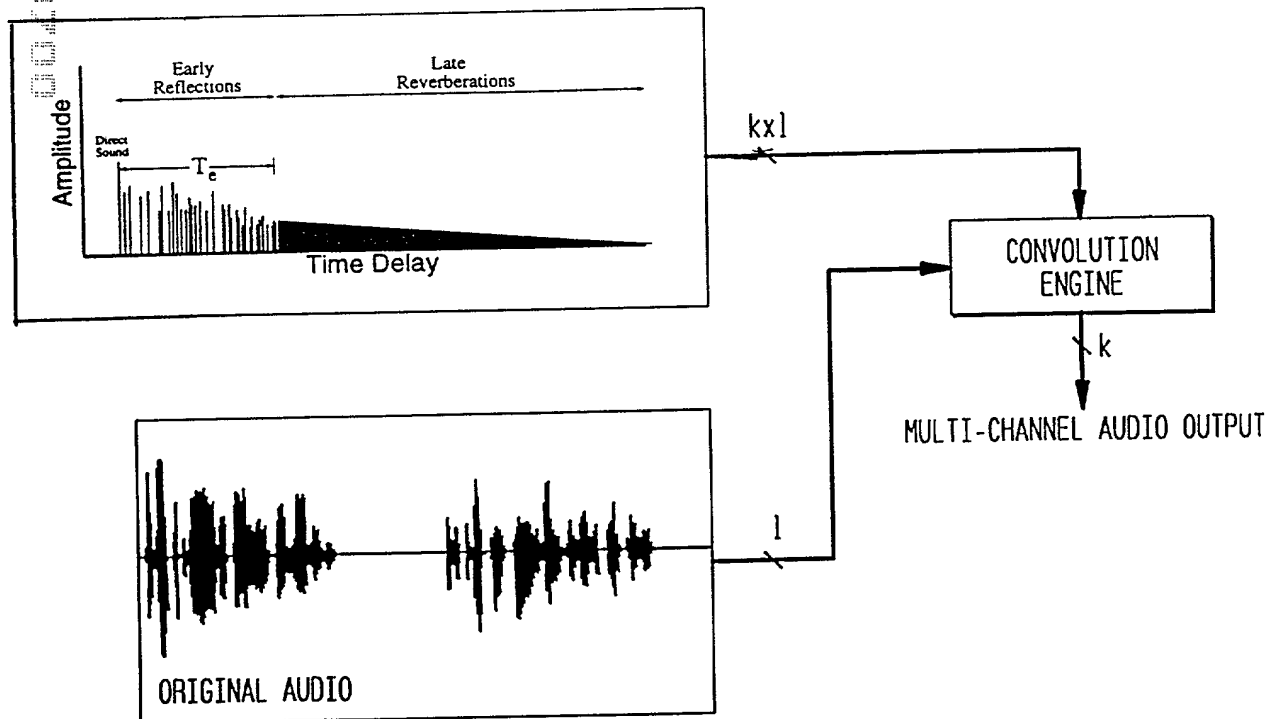 Early
Reflections
Late
Reverberations
Amplitude
Direct
Sound
Te
Time Delay
kxl
CONVOLUTION
ENGINE
k
MULTI-CHANNEL AUDIO OUTPUT
l
ORIGINAL AUDIO